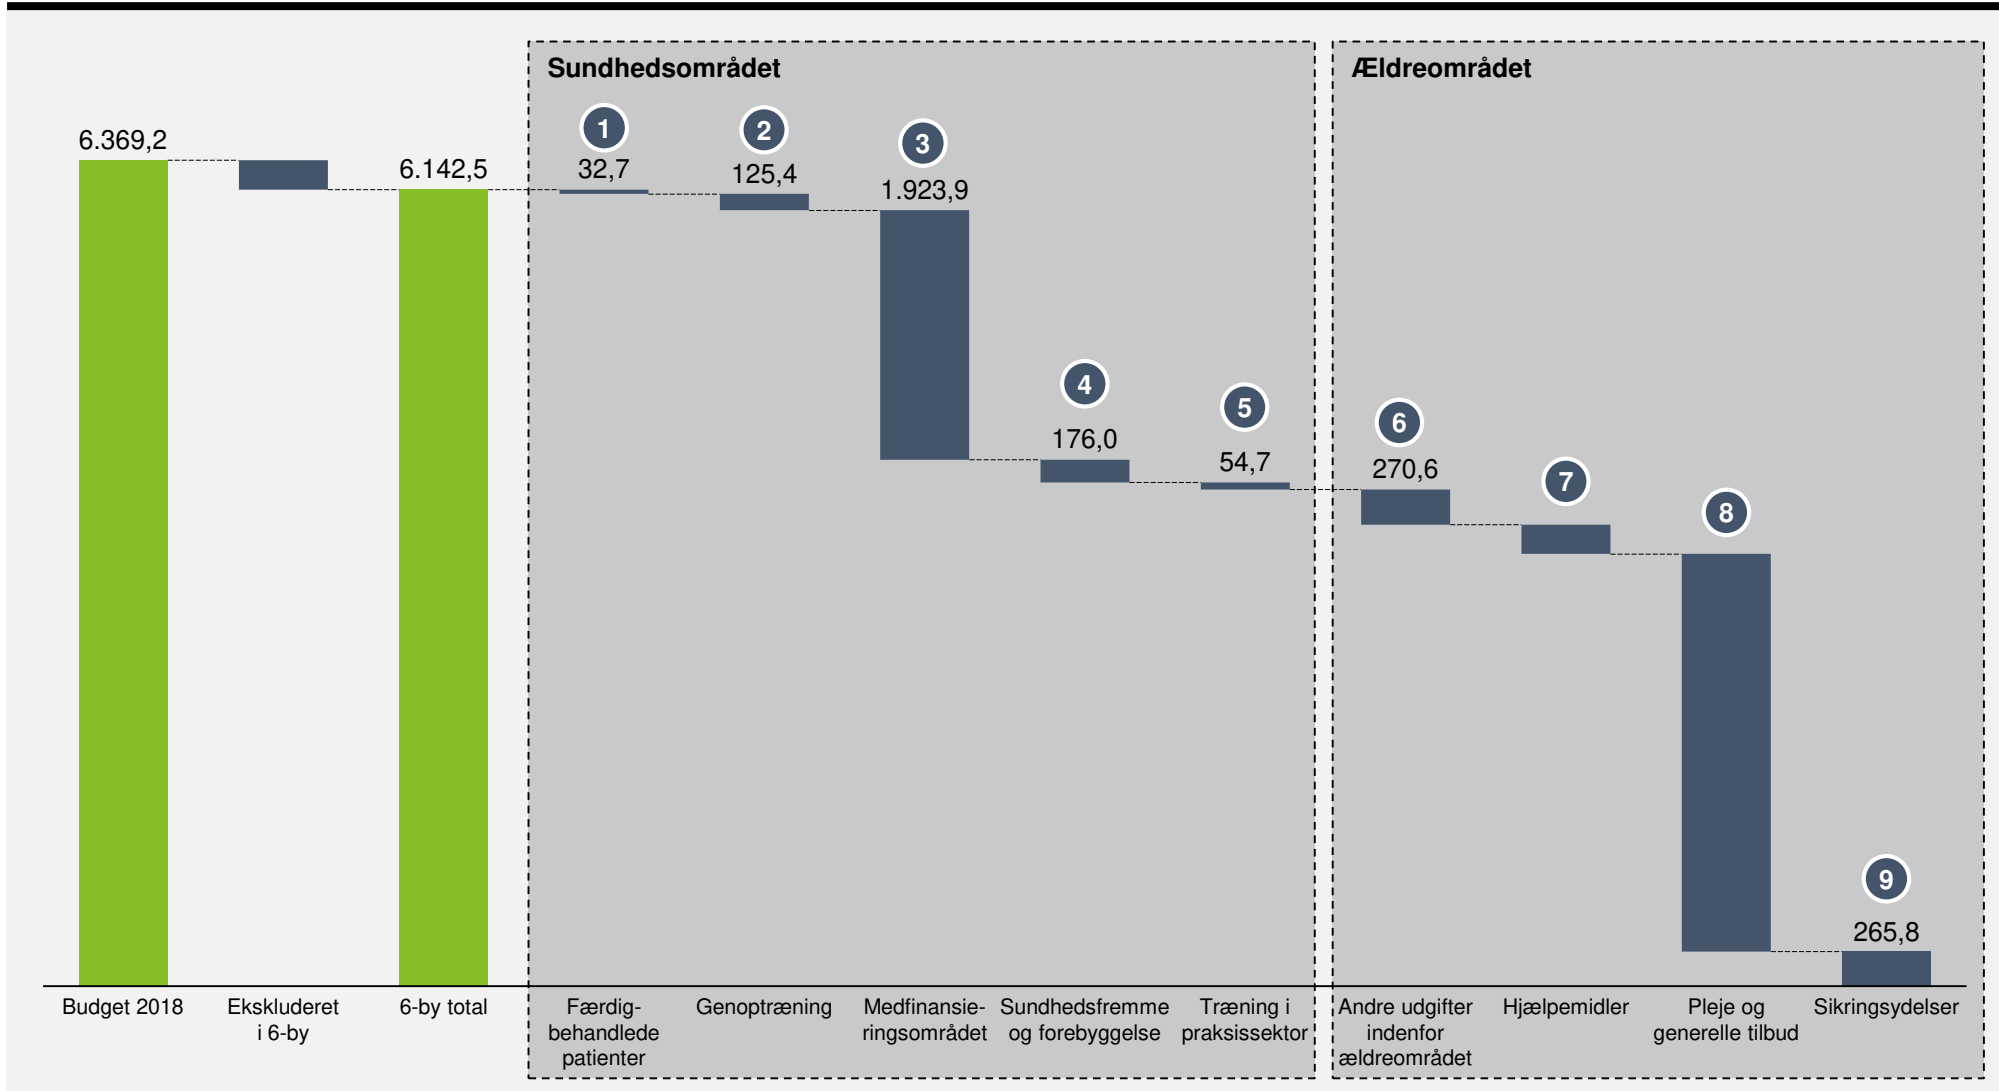 Sundhedsområdet
Ældreområdet
6.369,2
6.142,5
1
32,7
2
125,4
3
1.923,9
4
176,0
5
54,7
6
270,6
7
8
9
265,8
Budget 2018
Ekskluderet
i 6-by
6-by total
Færdig-
behandlede
patienter
Genoptræning
Medfinansie-
ringsområdet
Sundhedsfremme
og forebyggelse
Træning i
praksissektor
Andre udgifter
indenfor
ældreområdet
Hjælpemidler
Pleje og
generelle tilbud
Sikringsydelser